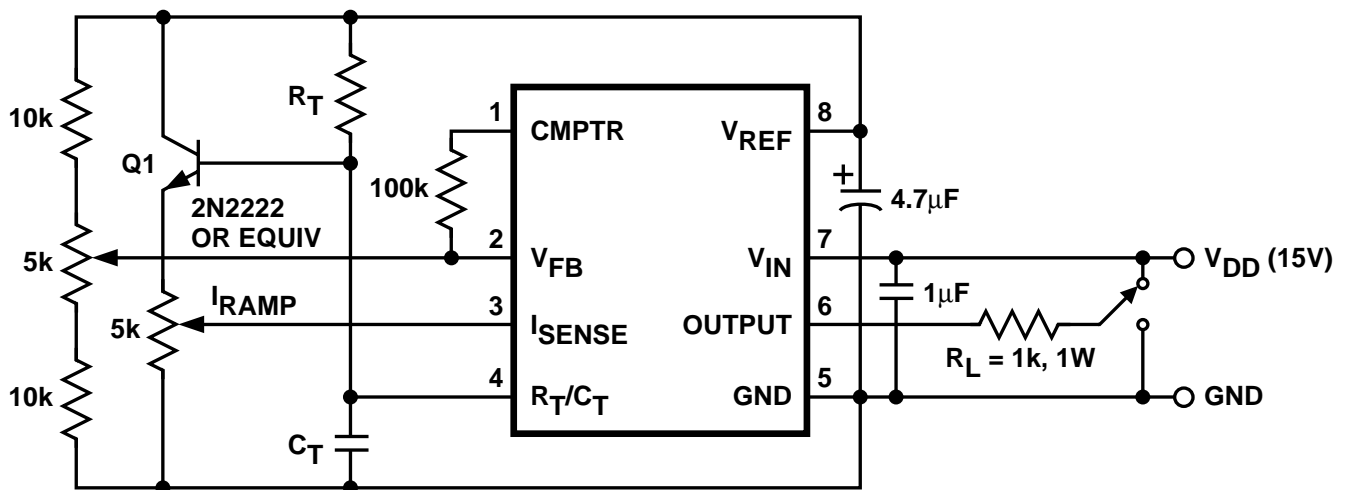 10k
5k
10k
Q1
2N2222
OR EQUIV
5k
IRAMP
RT
CT
100k
1
CMPTR
2
VFB
3
ISENSE
4
RT/CT
8
VREF
7
VIN
6
OUTPUT
5
GND
+
4.7μF
1μF
RL = 1k, 1W
VDD (15V)
GND